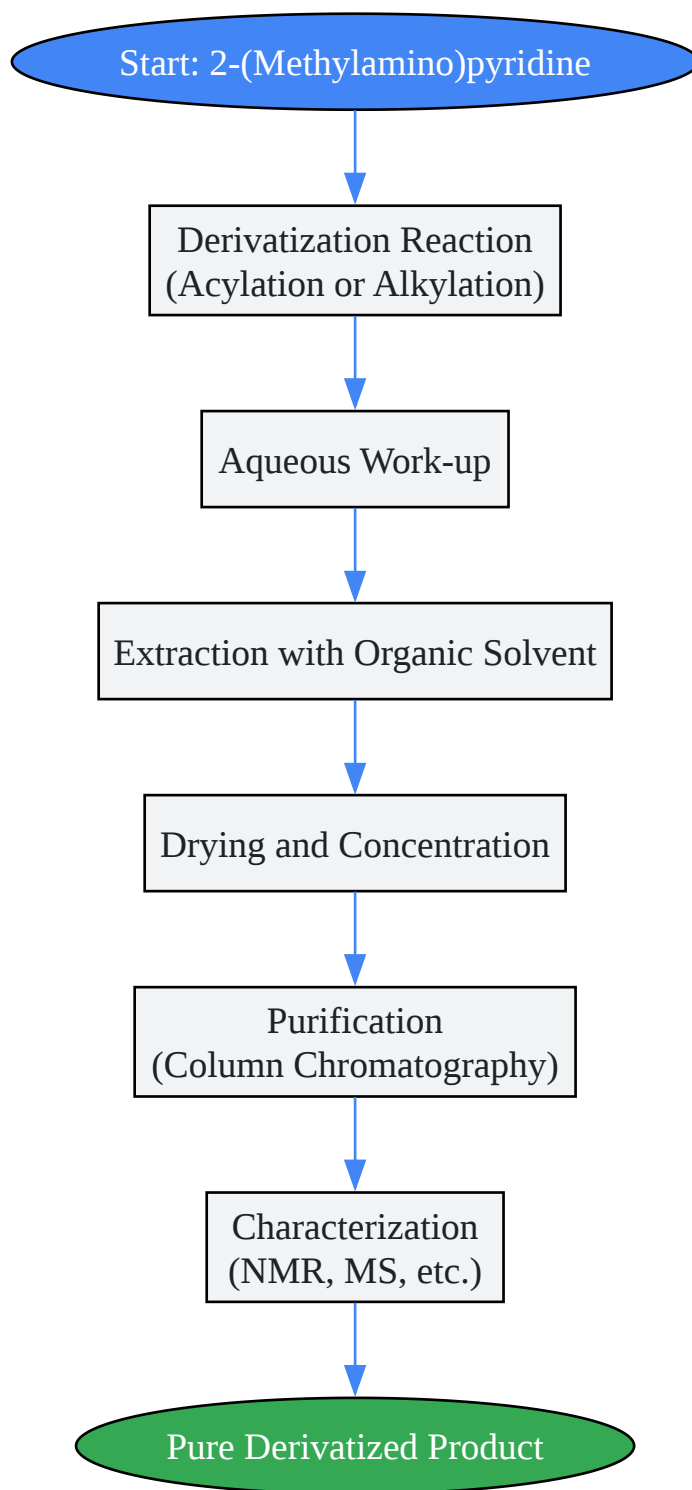 Start: 2-(Methylamino)pyridine
Derivatization Reaction
(Acylation or Alkylation)
Aqueous Work-up
Extraction with Organic Solvent
Drying and Concentration
Purification
(Column Chromatography)
Characterization
(NMR, MS, etc.)
Pure Derivatized Product